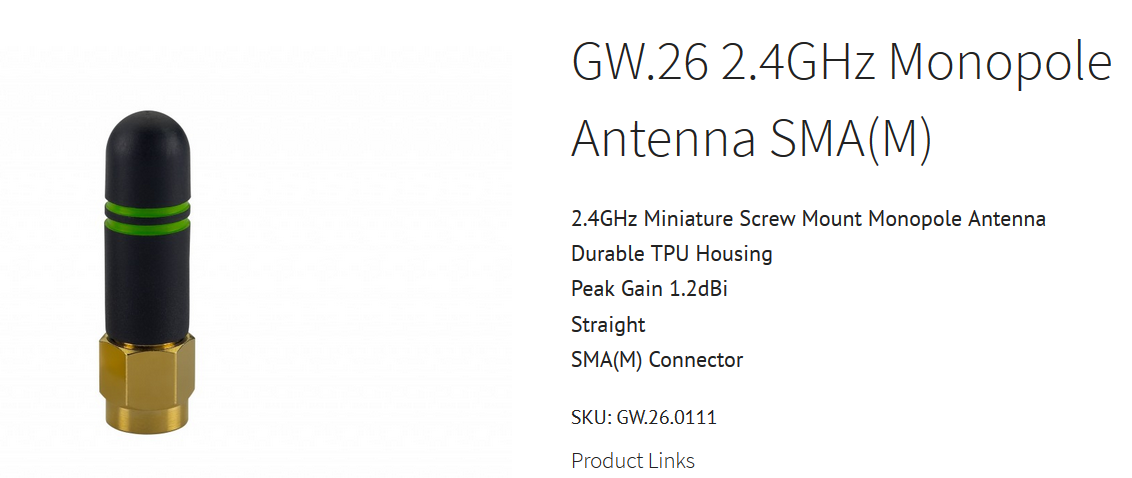 GW.26 2.4GHz Monopole
Antenna SMA(M)
2.4GHz Miniature Screw Mount Monopole Antenna
Durable TPU Housing
Peak Gain 1.2dBi
Straight
SMA(M) Connector
SKU: GW.26.0111
Product Links